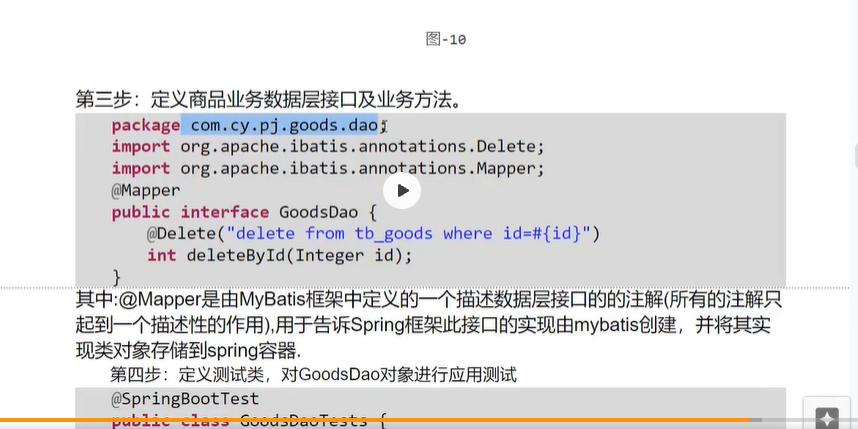 图-10
第三步：定义商品业务数据层接口及业务方法。
package com.cy.pj.goods.dao;
import org.apache.ibatis.annotations.Delete;
import org.apache.ibatis.annotations.Mapper;
@Mapper
public interface GoodsDao {
@Delete("delete from tb_goods where id=#{id}")
int deleteById(Integer id);
}
其中:@Mapper是由MyBatis框架中定义的一个描述数据层接口的的注解(所有的注解只
起到一个描述性的作用),用于告诉Spring框架此接口的实现由mybatis创建，并将其实
现类对象存储到spring容器.
第四步：定义测试类，对GoodsDao对象进行应用测试
@SpringBootTest
public class GoodsDaoTests {